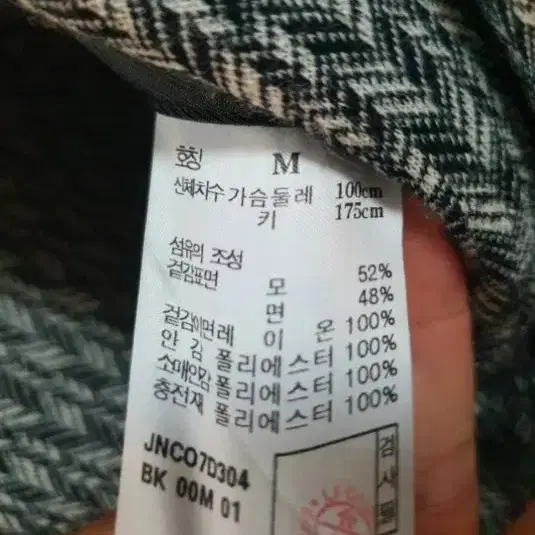 호칭 M
신체치수 가슴둘레 100cm
키 175cm
섬유의 조성
겉감표면 모 52%
면 48%
겉감이면 레이온 100%
안감 폴리에스터 100%
소매안감 폴리에스터 100%
충전재 폴리에스터 100%
JNCO7D304
BK 00M 01
검사필